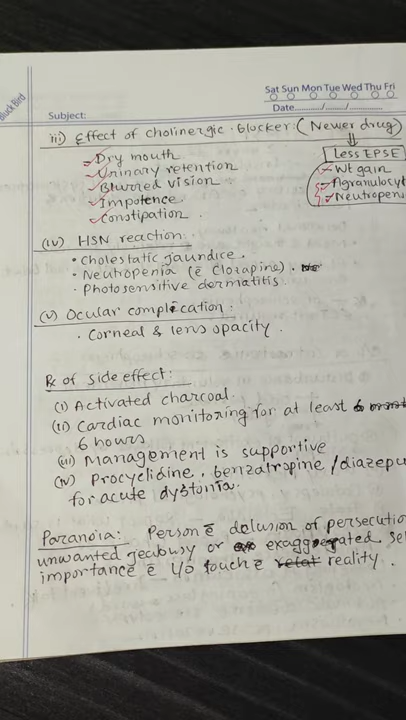 Buck Bird
Sat Sun Mon Tue Wed Thu Fri
Date............/........../..........
Subject:
iii) Effect of cholinergic blocker: (Newer drug)
Less EPSE
- Dry mouth
- Wt gain
- Urinary retention
- Agranulocyt
- Blurred vision
- Neutropen
- Impotence
- Constipation.
(iv) HSN reaction:
• Cholestatic jaundice.
• Neutropenia (ē Clozapine).
• Photosensitive dermatitis.
(v) Ocular complication:
• Corneal & lens opacity.
Rx of side effect:
(i) Activated charcoal.
(ii) Cardiac monitoring for at least
6 hours
(iii) Management is supportive
(iv) Procyclidine, benzatropine /diazepa
for acute dystonia.
Paranoia: Person ē delusion of persecutio
unwanted jealousy or exaggerated Sel
importance ē l/o touch ē reality.